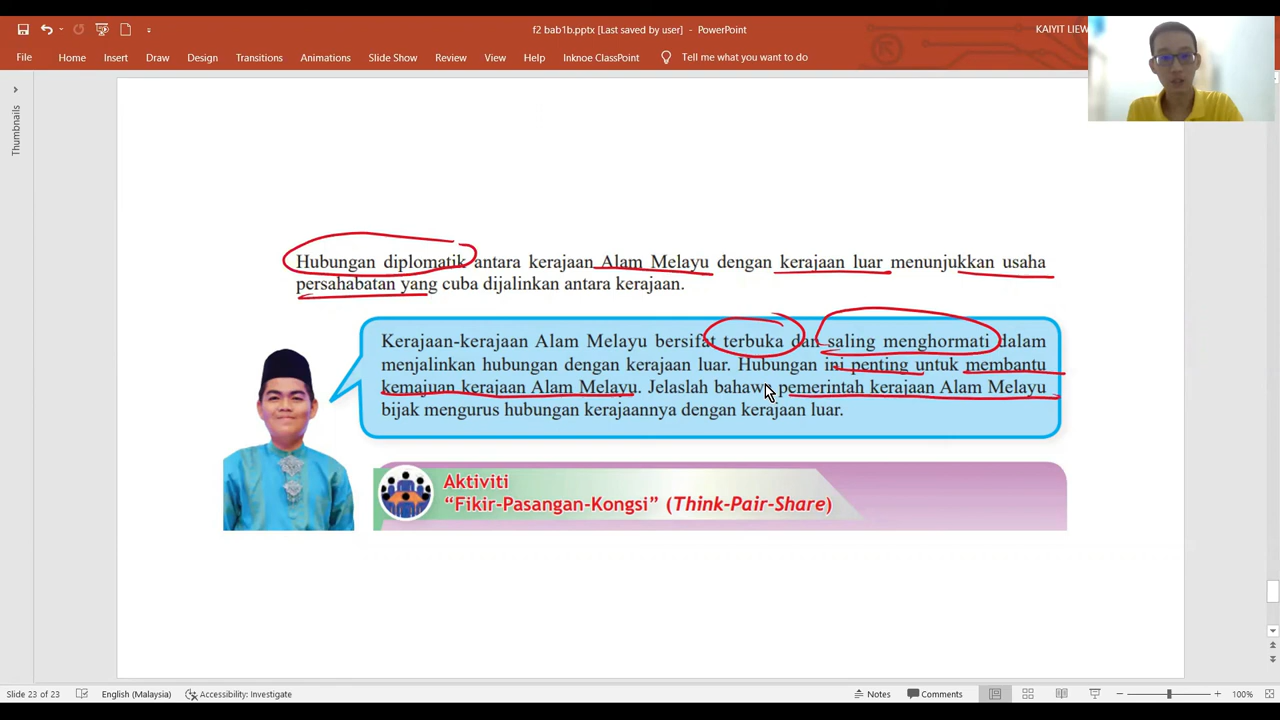 f2 bab1b.pptx [Last saved by user] - PowerPoint
KAIYIT LIEW
File Home Insert Draw Design Transitions Animations Slide Show Review View Help Inknoe ClassPoint Tell me what you want to do
Thumbnails
Hubungan diplomatik antara kerajaan Alam Melayu dengan kerajaan luar menunjukkan usaha
persahabatan yang cuba dijalinkan antara kerajaan.
Kerajaan-kerajaan Alam Melayu bersifat terbuka dan saling menghormati dalam
menjalinkan hubungan dengan kerajaan luar. Hubungan ini penting untuk membantu
kemajuan kerajaan Alam Melayu. Jelaslah bahawa pemerintah kerajaan Alam Melayu
bijak mengurus hubungan kerajaannya dengan kerajaan luar.
Aktiviti
“Fikir-Pasangan-Kongsi” (Think-Pair-Share)
Slide 23 of 23 English (Malaysia) Accessibility: Investigate Notes Comments 100%